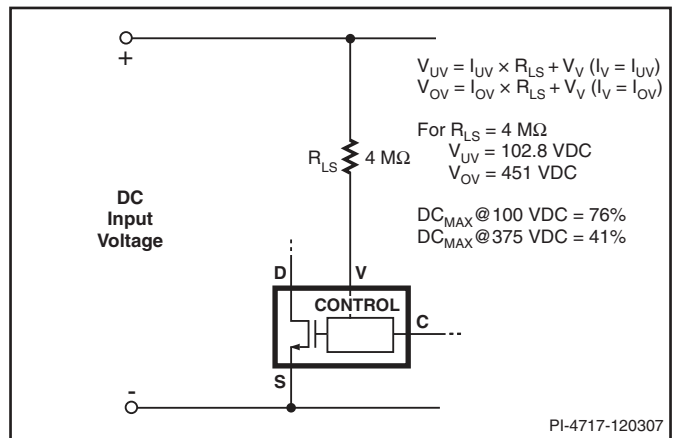 +
V_UV = I_UV × R_LS + V_V (I_V = I_UV)
V_OV = I_OV × R_LS + V_V (I_V = I_OV)
For R_LS = 4 MΩ
V_UV = 102.8 VDC
V_OV = 451 VDC
DC_MAX@100 VDC = 76%
DC_MAX@375 VDC = 41%
R_LS 4 MΩ
DC
Input
Voltage
D V
CONTROL
C
S
-
PI-4717-120307